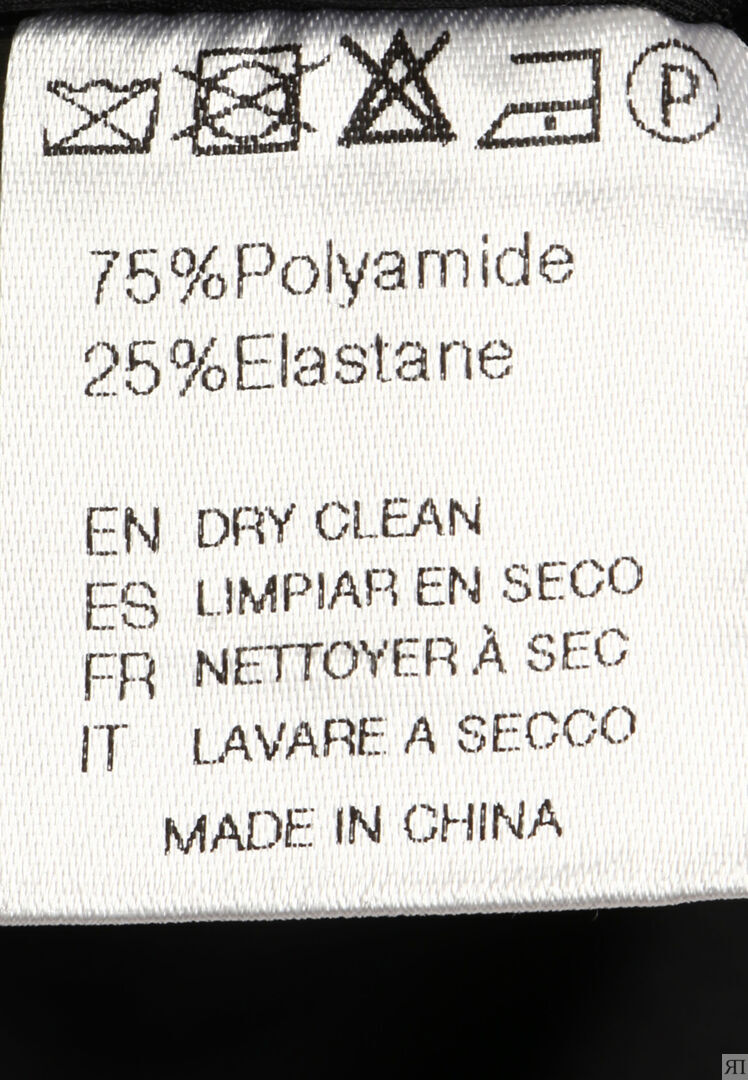 P
75%Polyamide
25%Elastane
EN DRY CLEAN
ES LIMPIAR EN SECO
FR NETTOYER À SEC
IT LAVARE A SECCO
MADE IN CHINA
ЯП